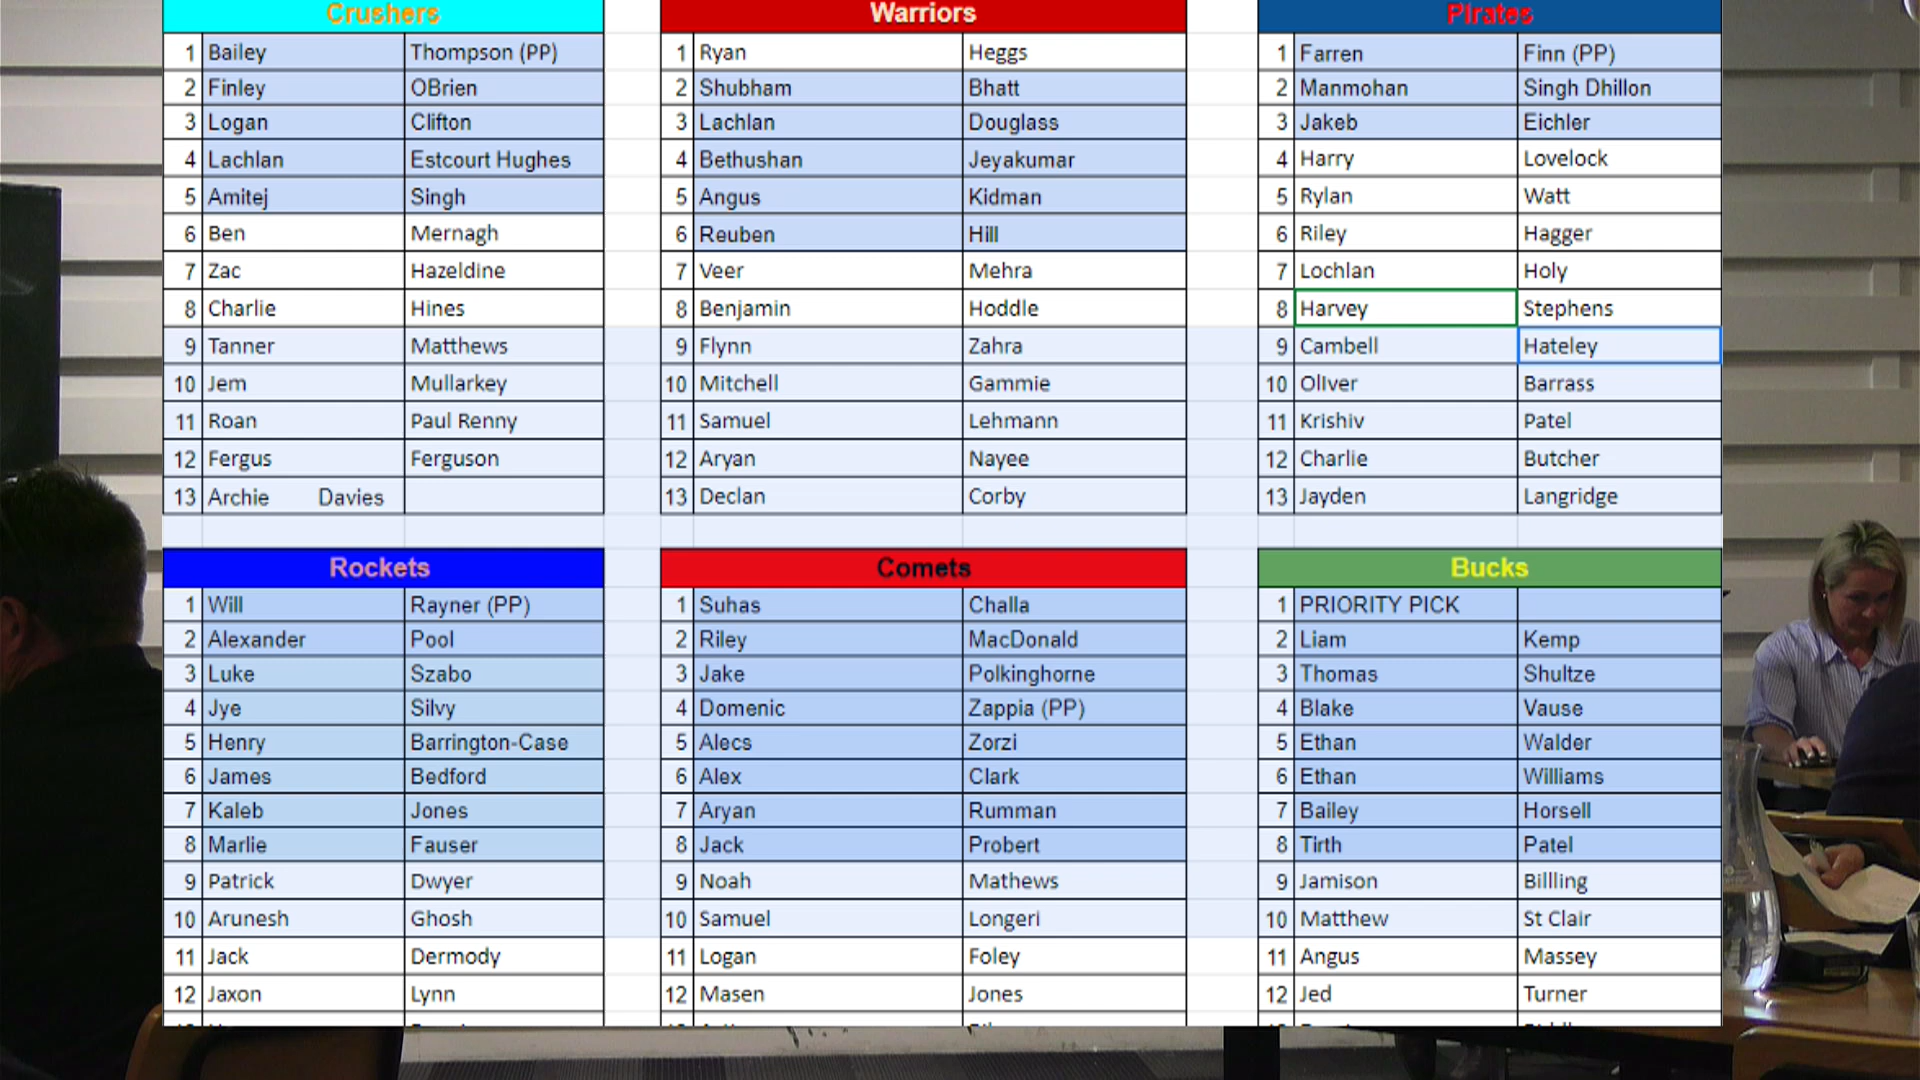 Crushers
1 Bailey Thompson (PP)
2 Finley OBrien
3 Logan Clifton
4 Lachlan Estcourt Hughes
5 Amitej Singh
6 Ben Mernagh
7 Zac Hazeldine
8 Charlie Hines
9 Tanner Matthews
10 Jem Mullarkey
11 Roan Paul Renny
12 Fergus Ferguson
13 Archie Davies
Warriors
1 Ryan Heggs
2 Shubham Bhatt
3 Lachlan Douglass
4 Bethushan Jeyakumar
5 Angus Kidman
6 Reuben Hill
7 Veer Mehra
8 Benjamin Hoddle
9 Flynn Zahra
10 Mitchell Gammie
11 Samuel Lehmann
12 Aryan Nayee
13 Declan Corby
Pirates
1 Farren Finn (PP)
2 Manmohan Singh Dhillon
3 Jakeb Eichler
4 Harry Lovelock
5 Rylan Watt
6 Riley Hagger
7 Lochlan Holy
8 Harvey Stephens
9 Cambell Hateley
10 OlIver Barrass
11 Krishiv Patel
12 Charlie Butcher
13 Jayden Langridge
Rockets
1 Will Rayner (PP)
2 Alexander Pool
3 Luke Szabo
4 Jye Silvy
5 Henry Barrington-Case
6 James Bedford
7 Kaleb Jones
8 Marlie Fauser
9 Patrick Dwyer
10 Arunesh Ghosh
11 Jack Dermody
12 Jaxon Lynn
Comets
1 Suhas Challa
2 Riley MacDonald
3 Jake Polkinghorne
4 Domenic Zappia (PP)
5 Alecs Zorzi
6 Alex Clark
7 Aryan Rumman
8 Jack Probert
9 Noah Mathews
10 Samuel Longeri
11 Logan Foley
12 Masen Jones
Bucks
1 PRIORITY PICK
2 Liam Kemp
3 Thomas Shultze
4 Blake Vause
5 Ethan Walder
6 Ethan Williams
7 Bailey Horsell
8 Tirth Patel
9 Jamison Billling
10 Matthew St Clair
11 Angus Massey
12 Jed Turner